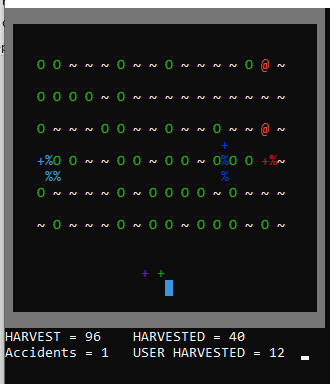 O O ~ ~ ~ O ~ ~ O ~ ~ ~ ~ O @ ~
O O O O ~ O ~ ~ ~ ~ ~ ~ ~ ~ ~ ~
O ~ ~ ~ O O ~ ~ O ~ ~ O ~ ~ @ ~
+
+%O O ~ ~ O O ~ O O ~ O%O O +%~
%% %
O ~ ~ ~ ~ O ~ O O O O ~ O ~ ~ ~
~ O ~ ~ ~ O ~ O O ~ O O O ~ O ~
+ +
HARVEST = 96 HARVESTED = 40
Accidents = 1 USER HARVESTED = 12